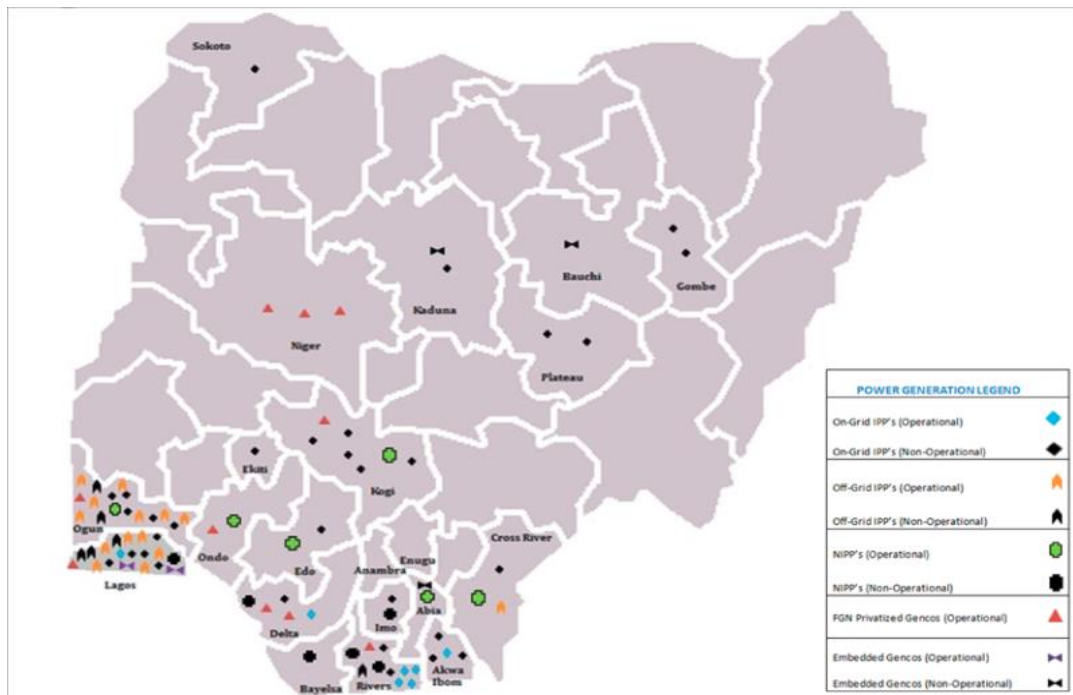 Sokoto
Kaduna
Bauchi
Gombe
Niger
Plateau
Ekiti
Kogi
Ogun
Ondo
Edo
Enugu
Cross River
Anambra
Lagos
Abia
Imo
Delta
Akwa
Ibom
Bayelsa
Rivers
POWER GENERATION LEGEND
On-Grid IPP's (Operational)
On-Grid IPP's (Non-Operational)
Off-Grid IPP's (Operational)
Off-Grid IPP's (Non-Operational)
NIPP's (Operational)
NIPP's (Non-Operational)
FGN Privatized Gencos (Operational)
Embedded Gencos (Operational)
Embedded Gencos (Non-Operational)